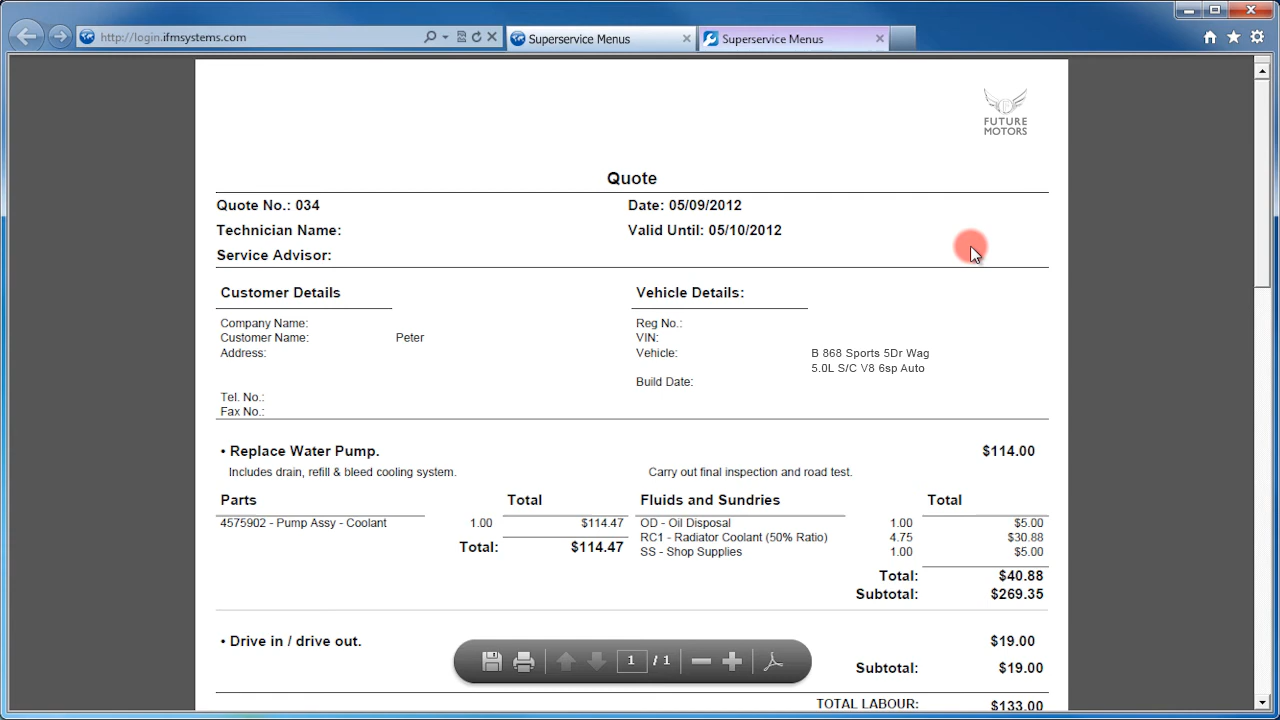 http://login.ifmsystems.com
Superservice Menus
Superservice Menus
FUTURE
MOTORS
Quote
Quote No.: 034 Date: 05/09/2012
Technician Name: Valid Until: 05/10/2012
Service Advisor:
Customer Details Vehicle Details:
Company Name: Reg No.:
Customer Name: Peter VIN:
Address: Vehicle: B 868 Sports 5Dr Wag
5.0L S/C V8 6sp Auto
Build Date:
Tel. No.:
Fax No.:
• Replace Water Pump. $114.00
Includes drain, refill & bleed cooling system. Carry out final inspection and road test.
Parts Total Fluids and Sundries Total
4575902 - Pump Assy - Coolant 1.00 $114.47 OD - Oil Disposal 1.00 $5.00
RC1 - Radiator Coolant (50% Ratio) 4.75 $30.88
Total: $114.47 SS - Shop Supplies 1.00 $5.00
Total: $40.88
Subtotal: $269.35
• Drive in / drive out. $19.00
1 / 1
Subtotal: $19.00
TOTAL LABOUR: $133.00